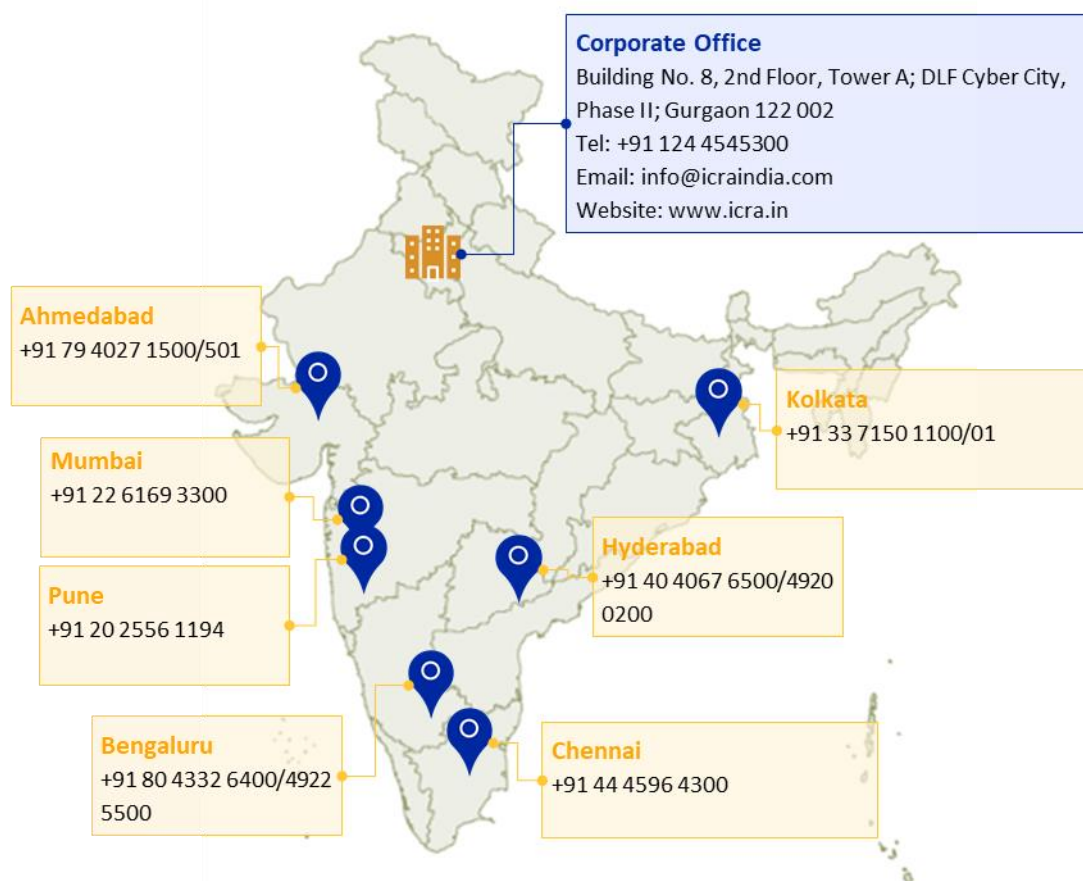 Corporate Office
Building No. 8, 2nd Floor, Tower A; DLF Cyber City,
Phase II; Gurgaon 122 002
Tel: +91 124 4545300
Email: info@icraindia.com
Website: www.icra.in
Ahmedabad
+91 79 4027 1500/501
Kolkata
+91 33 7150 1100/01
Mumbai
+91 22 6169 3300
Hyderabad
+91 40 4067 6500/4920
0200
Pune
+91 20 2556 1194
Bengaluru
+91 80 4332 6400/4922
5500
Chennai
+91 44 4596 4300